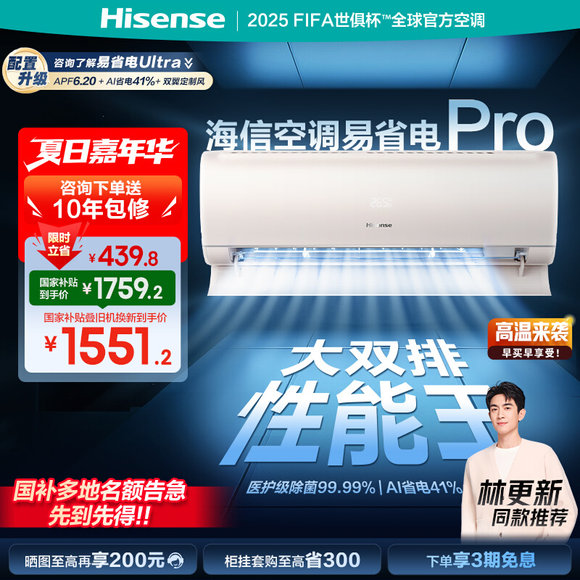 Hisense | 2025 FIFA世俱杯™全球官方空调
配置升级
咨询了解易省电Ultra
APF6.20 + AI省电41%+ 双翼定制风
海信空调易省电Pro
夏日嘉年华
咨询下单送
10年包修
限时立省
¥439.8
国家补贴到手价
¥1759.2
国家补贴叠旧机换新到手价
¥1551.2
Hisense
高温来袭
早买早享受!
大双排
性能王
医护级除菌99.99% | AI省电41%
国补多地名额告急
先到先得!!
林更新
同款推荐
晒图至高再享200元
柜挂套购至高省300
下单享3期免息